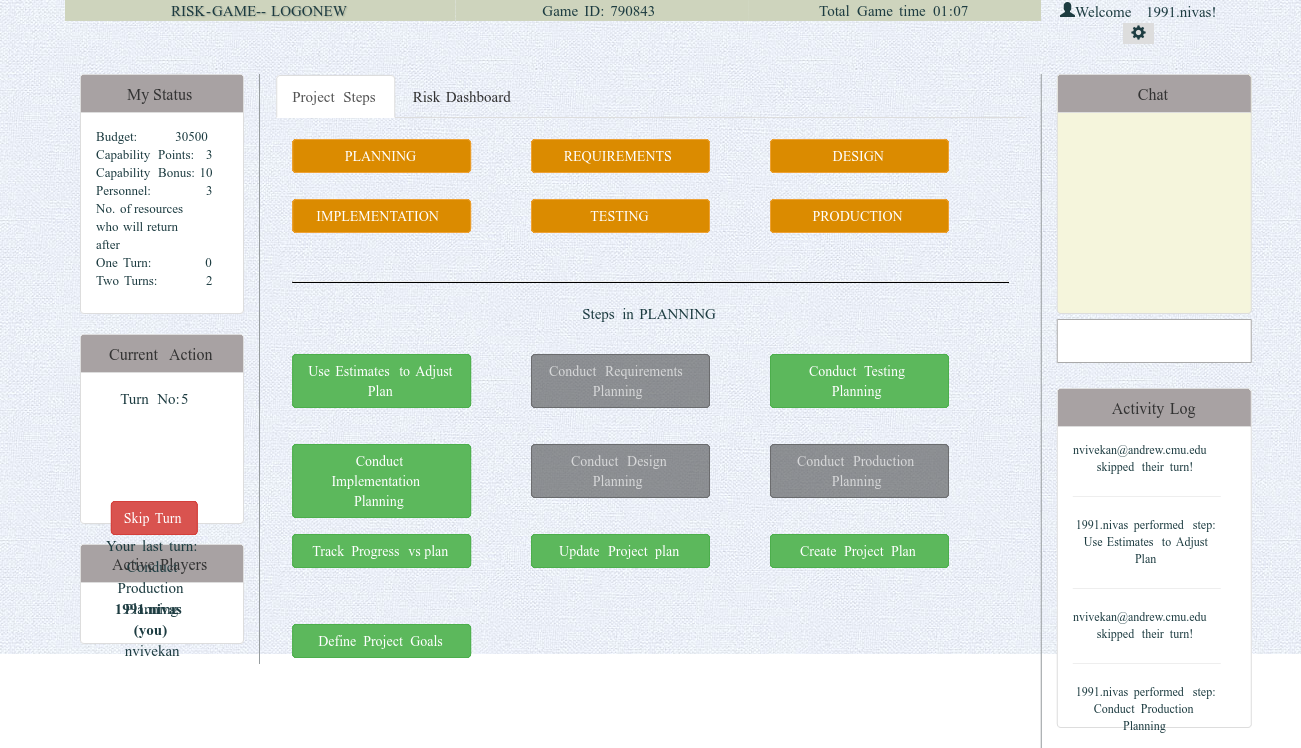 RISK-GAME-- LOGONEW
Game ID: 790843
Total Game time 01:07
Welcome 1991.nivas!
My Status
Budget: 30500
Capability Points: 3
Capability Bonus: 10
Personnel: 3
No. of resources
who will return
after
One Turn: 0
Two Turns: 2
Current Action
Turn No:5
Skip Turn
Your last turn:
Conduct
Production
Planning
Active Players
1991.nivas
(you)
nvivekan
Project Steps
Risk Dashboard
PLANNING
REQUIREMENTS
DESIGN
IMPLEMENTATION
TESTING
PRODUCTION
Steps in PLANNING
Use Estimates to Adjust
Plan
Conduct Requirements
Planning
Conduct Testing
Planning
Conduct
Implementation
Planning
Conduct Design
Planning
Conduct Production
Planning
Track Progress vs plan
Update Project plan
Create Project Plan
Define Project Goals
Chat
Activity Log
nvivekan@andrew.cmu.edu
skipped their turn!
1991.nivas performed step:
Use Estimates to Adjust
Plan
nvivekan@andrew.cmu.edu
skipped their turn!
1991.nivas performed step:
Conduct Production
Planning